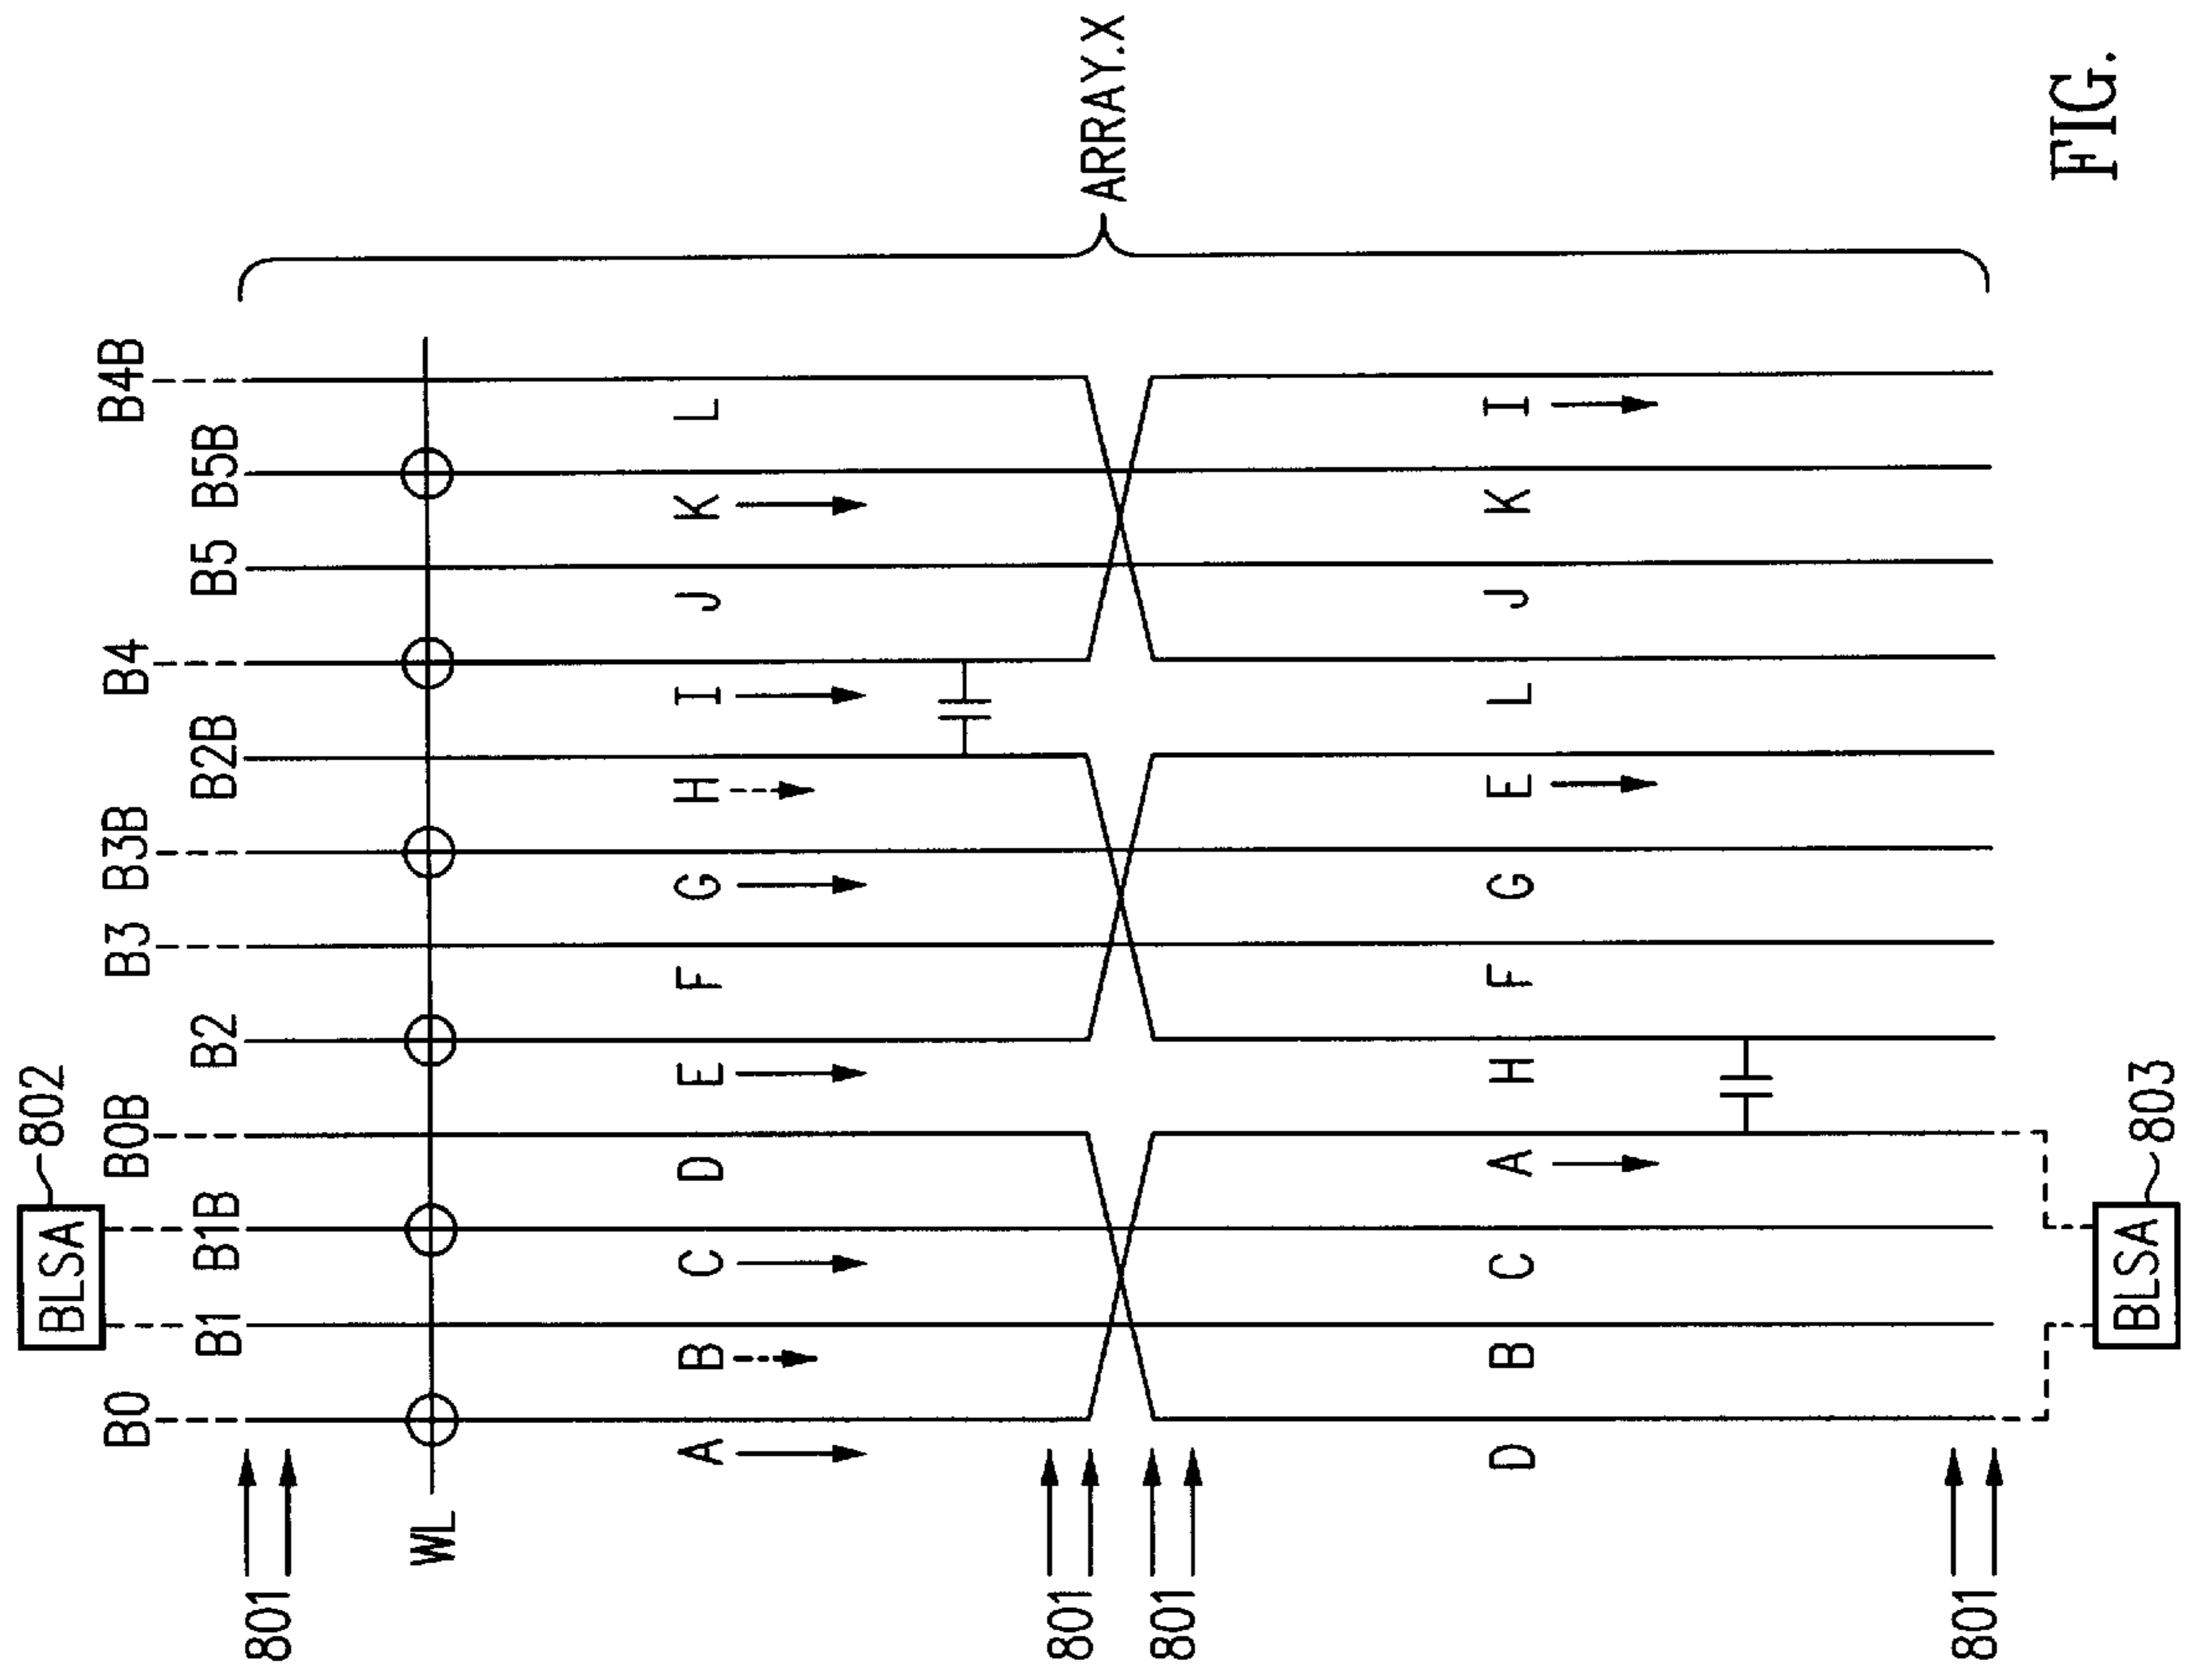 BLSA 802
B0 B0B B3 B3B B4 B4B
B1 B1B B2 B2B B5 B5B
801
WL
A B C D E F G H I J K L
801
ARRAY.X
801
D B C A H F G E L J K I
801
BLSA 803
FIG.